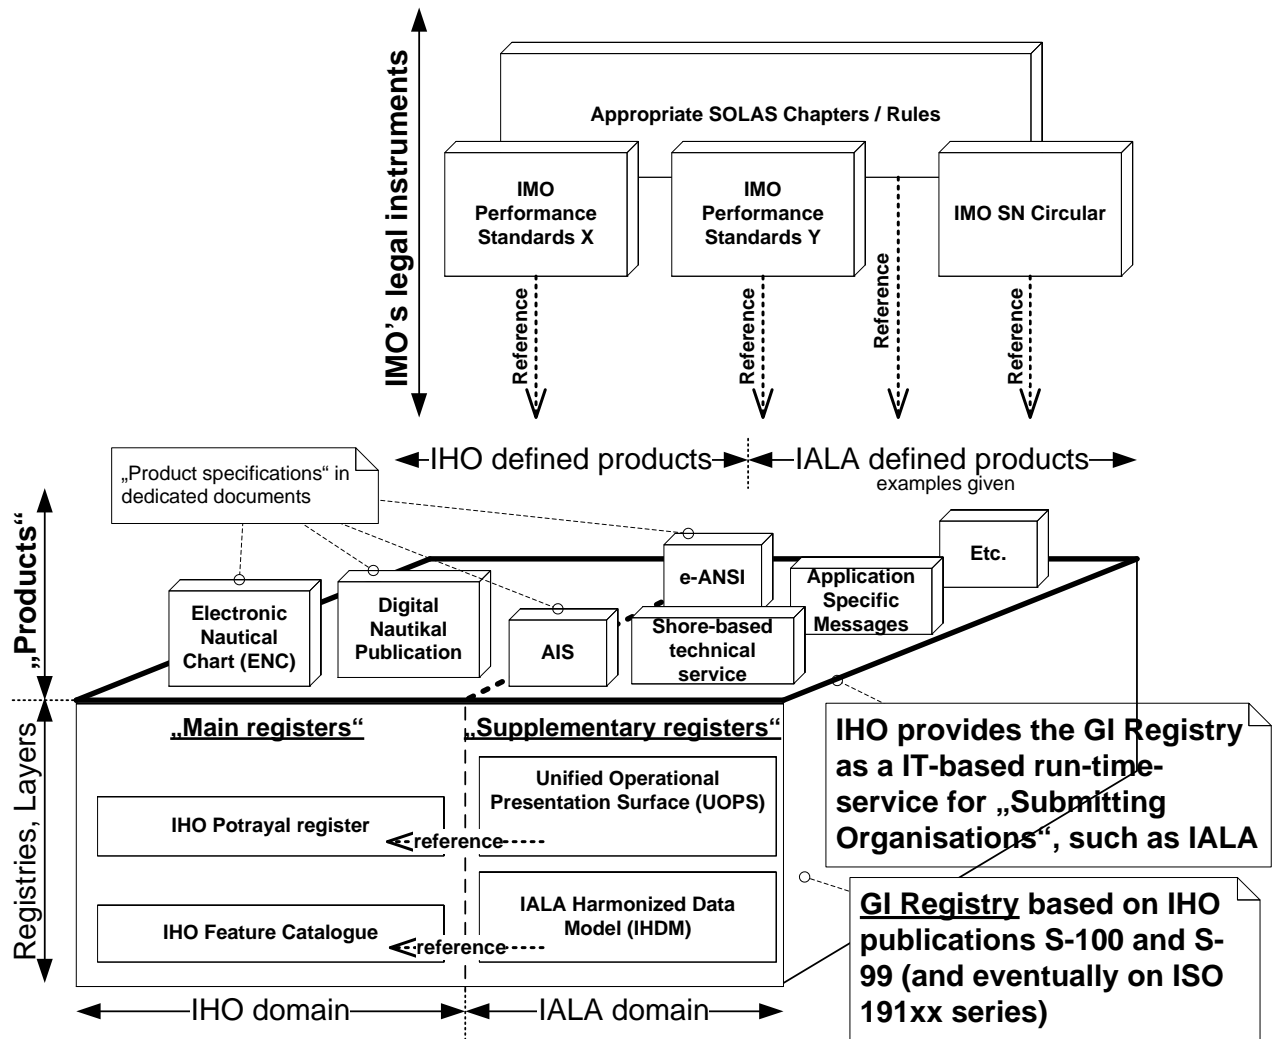 IMO's legal instruments
Appropriate SOLAS Chapters / Rules
IMO
Performance
Standards X
IMO
Performance
Standards Y
IMO SN Circular
Reference
Reference
Reference
Reference
IHO defined products
IALA defined products
examples given
„Product specifications“ in
dedicated documents
„Products“
Electronic
Nautical
Chart (ENC)
Digital
Nautikal
Publication
AIS
e-ANSI
Shore-based
technical
service
Application
Specific
Messages
Etc.
Registries, Layers
„Main registers“
„Supplementary registers“
Unified Operational
Presentation Surface (UOPS)
IHO Potrayal register
reference
IALA Harmonized Data
Model (IHDM)
IHO Feature Catalogue
reference
IHO domain
IALA domain
IHO provides the GI Registry
as a IT-based run-time-
service for „Submitting
Organisations“, such as IALA
GI Registry based on IHO
publications S-100 and S-
99 (and eventually on ISO
191xx series)